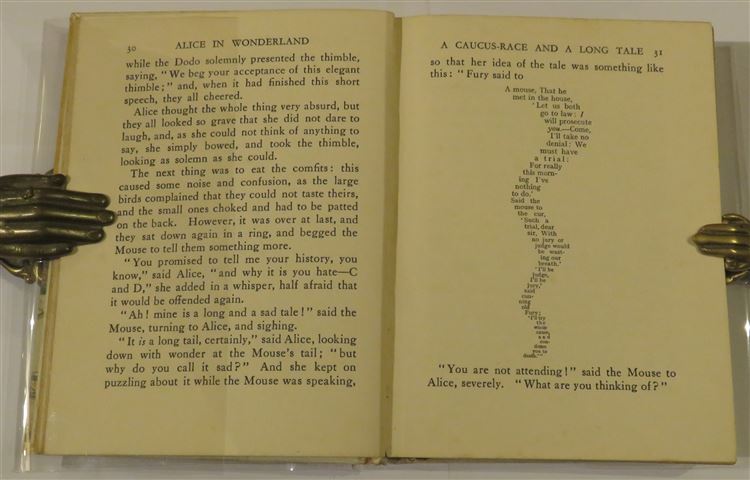 30 ALICE IN WONDERLAND
while the Dodo solemnly presented the thimble,
saying, “We beg your acceptance of this elegant
thimble;” and, when it had finished this short
speech, they all cheered.
Alice thought the whole thing very absurd, but
they all looked so grave that she did not dare to
laugh, and, as she could not think of anything to
say, she simply bowed, and took the thimble,
looking as solemn as she could.
The next thing was to eat the comfits: this
caused some noise and confusion, as the large
birds complained that they could not taste theirs,
and the small ones choked and had to be patted
on the back. However, it was over at last, and
they sat down again in a ring, and begged the
Mouse to tell them something more.
“You promised to tell me your history, you
know,” said Alice, “and why it is you hate—C
and D,” she added in a whisper, half afraid that
it would be offended again.
“Ah! mine is a long and a sad tale!” said the
Mouse, turning to Alice, and sighing.
“It is a long tail, certainly,” said Alice, looking
down with wonder at the Mouse's tail; “but
why do you call it sad?” And she kept on
puzzling about it while the Mouse was speaking,
A CAUCUS-RACE AND A LONG TALE 31
so that her idea of the tale was something like
this: “Fury said to
A mouse, That he
met in the house,
‘Let us both
go to law: I
will prosecute
you.—Come,
I'll take no
denial: We
must have
a trial:
For really
this morn-
ing I've
nothing
to do.’
Said the
mouse to
the cur,
‘Such a
trial, dear
sir, With
no jury or
judge would
be wast-
ing our
breath.’
‘I'll be
judge,
I'll be
jury,’
said
cun-
ning
old
Fury;
‘I'll try
the
whole
cause,
and
con-
demn
you to
death.’”
“You are not attending!” said the Mouse to
Alice, severely. “What are you thinking of?”